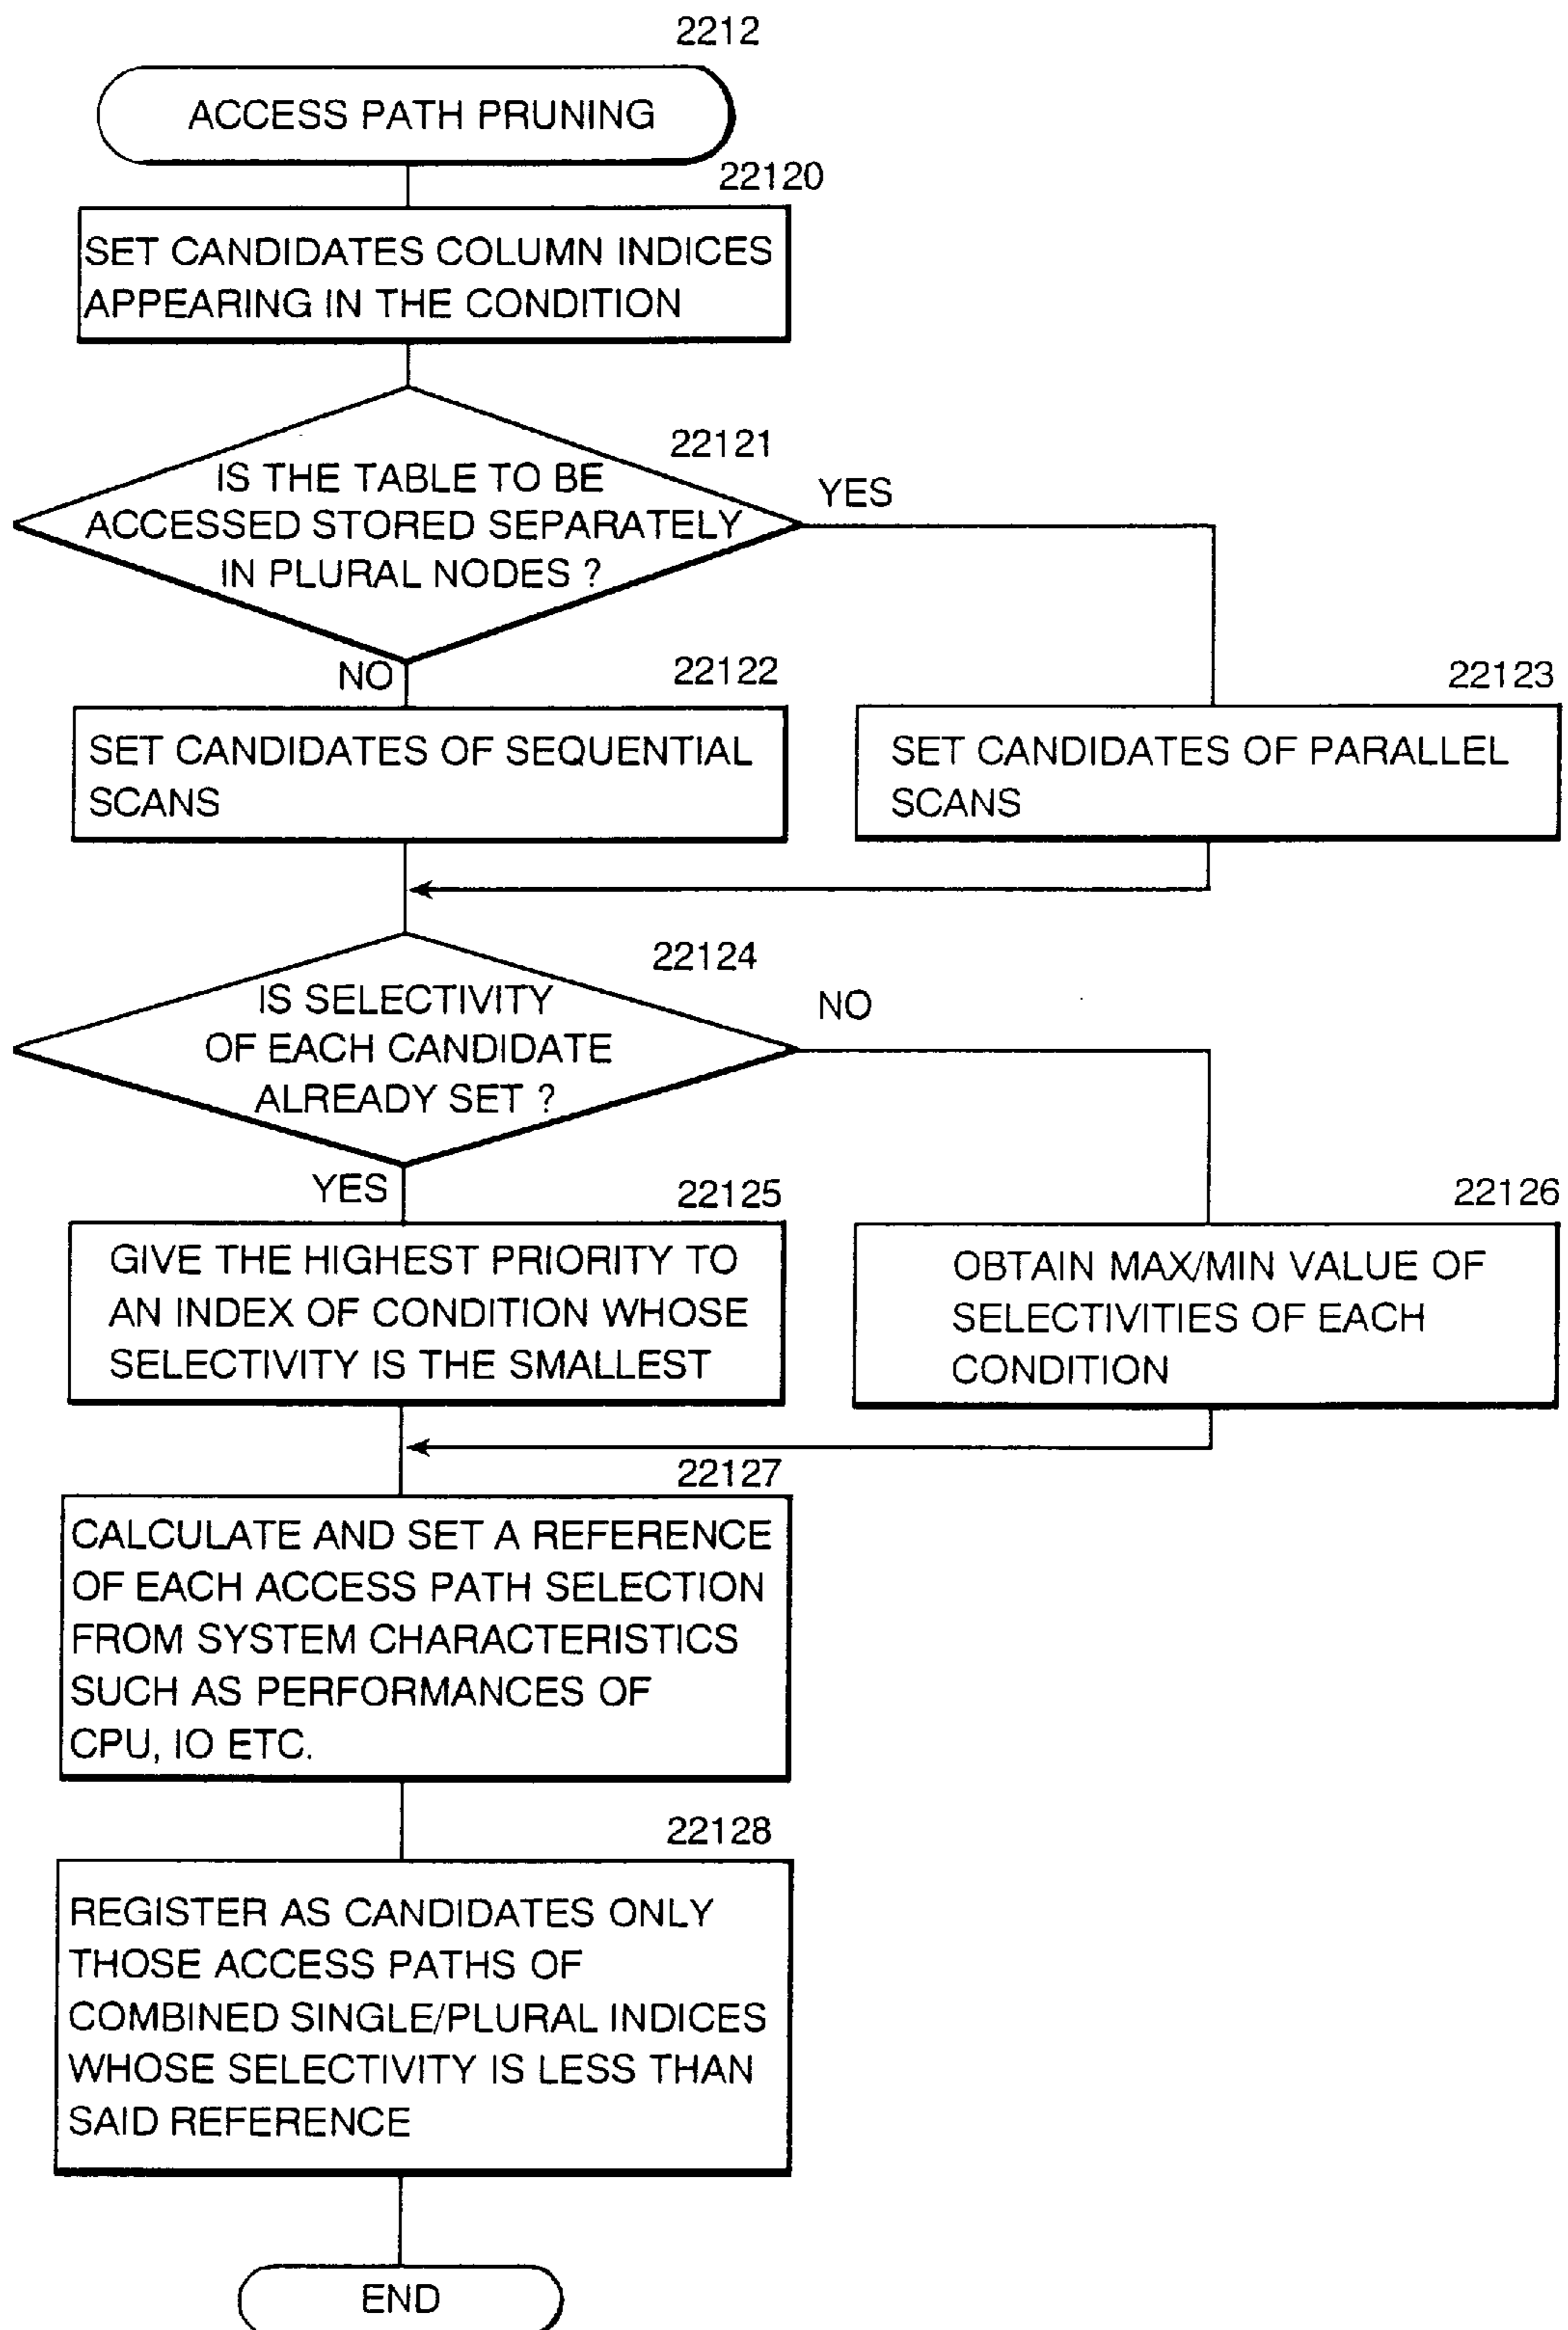 2212
ACCESS PATH PRUNING
22120
SET CANDIDATES COLUMN INDICES
APPEARING IN THE CONDITION
22121
IS THE TABLE TO BE
ACCESSED STORED SEPARATELY
IN PLURAL NODES ?
YES
NO
22122
SET CANDIDATES OF SEQUENTIAL
SCANS
22123
SET CANDIDATES OF PARALLEL
SCANS
22124
IS SELECTIVITY
OF EACH CANDIDATE
ALREADY SET ?
NO
YES
22125
GIVE THE HIGHEST PRIORITY TO
AN INDEX OF CONDITION WHOSE
SELECTIVITY IS THE SMALLEST
22126
OBTAIN MAX/MIN VALUE OF
SELECTIVITIES OF EACH
CONDITION
22127
CALCULATE AND SET A REFERENCE
OF EACH ACCESS PATH SELECTION
FROM SYSTEM CHARACTERISTICS
SUCH AS PERFORMANCES OF
CPU, IO ETC.
22128
REGISTER AS CANDIDATES ONLY
THOSE ACCESS PATHS OF
COMBINED SINGLE/PLURAL INDICES
WHOSE SELECTIVITY IS LESS THAN
SAID REFERENCE
END